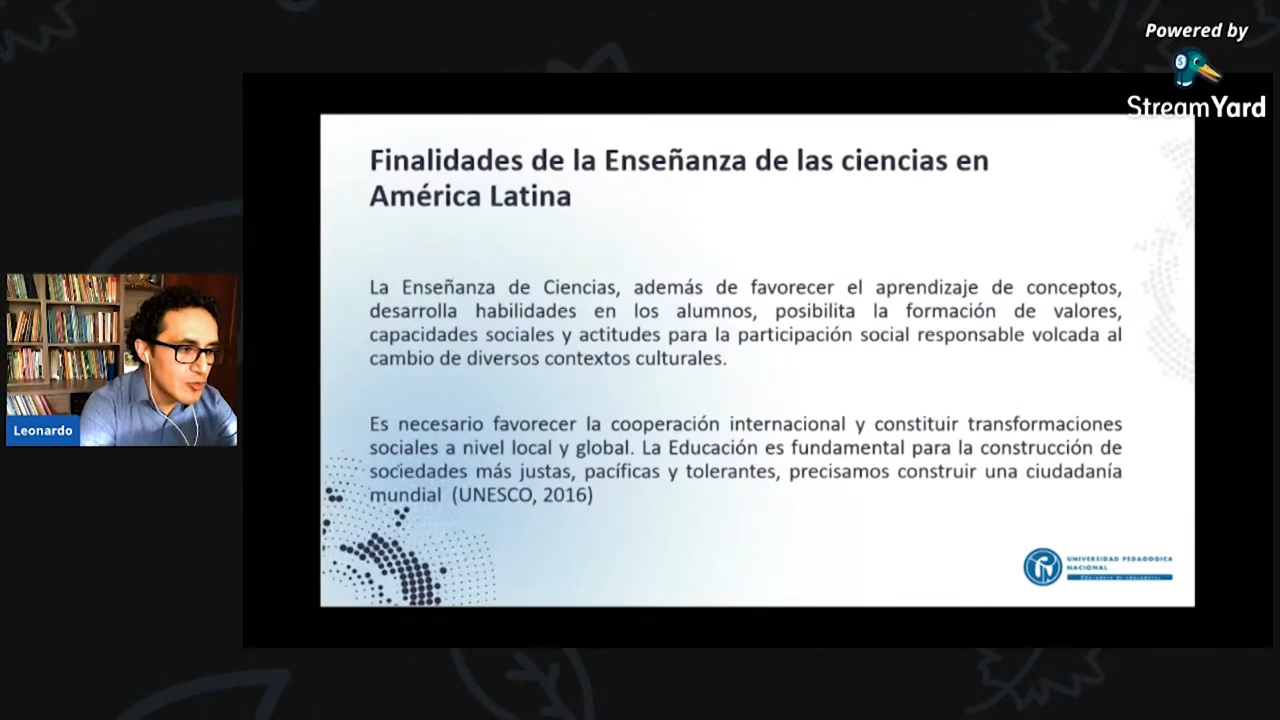 Powered by
StreamYard
Finalidades de la Enseñanza de las ciencias en
América Latina
La Enseñanza de Ciencias, además de favorecer el aprendizaje de conceptos,
desarrolla habilidades en los alumnos, posibilita la formación de valores,
capacidades sociales y actitudes para la participación social responsable volcada al
cambio de diversos contextos culturales.
Es necesario favorecer la cooperación internacional y constituir transformaciones
sociales a nivel local y global. La Educación es fundamental para la construcción de
sociedades más justas, pacíficas y tolerantes, precisamos construir una ciudadanía
mundial (UNESCO, 2016)
Leonardo
UNIVERSIDAD PEDAGOGICA
NACIONAL
Educadora de educadores